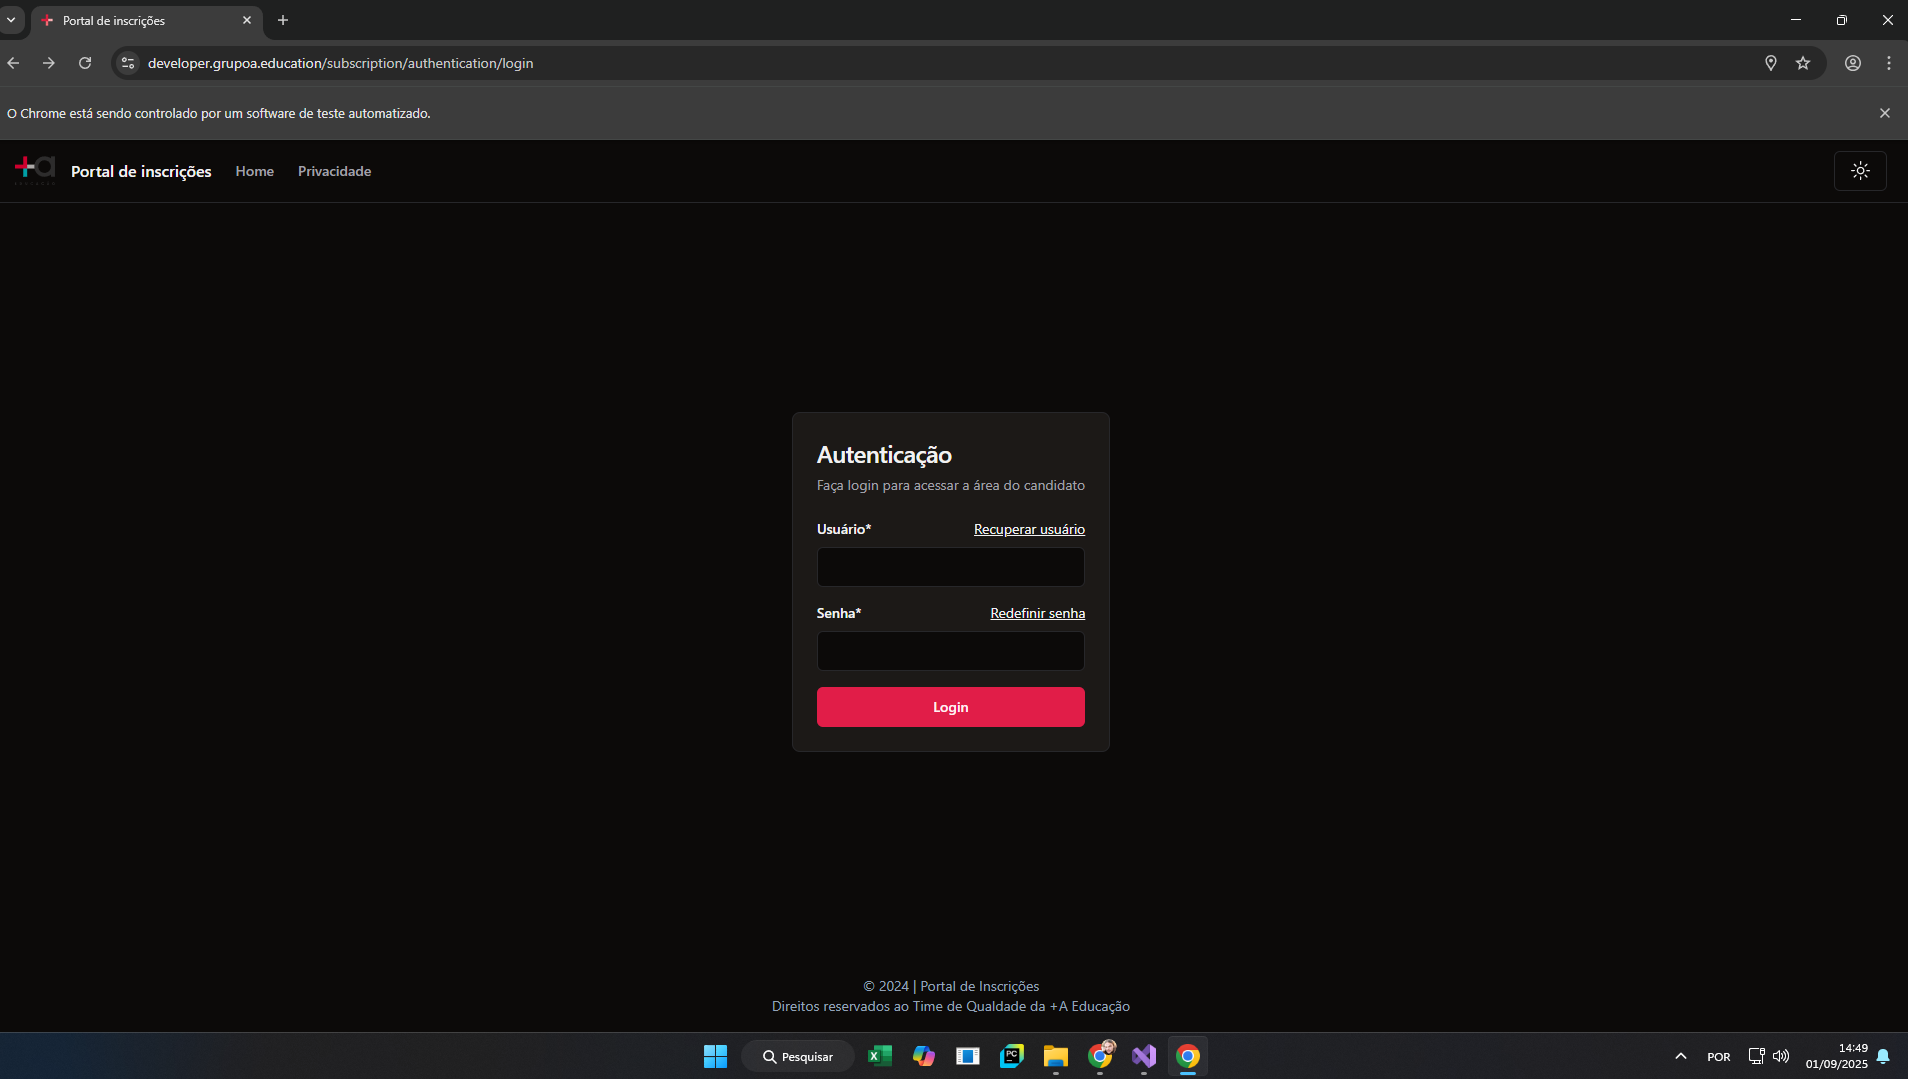 Portal de inscrições
developer.grupoa.education/subscription/authentication/login
O Chrome está sendo controlado por um software de teste automatizado.
+a
Portal de inscrições
Home
Privacidade
Autenticação
Faça login para acessar a área do candidato
Usuário*
Recuperar usuário
Senha*
Redefinir senha
Login
© 2024 | Portal de Inscrições
Direitos reservados ao Time de Qualdade da +A Educação
Pesquisar
PC
POR
14:49
01/09/2025